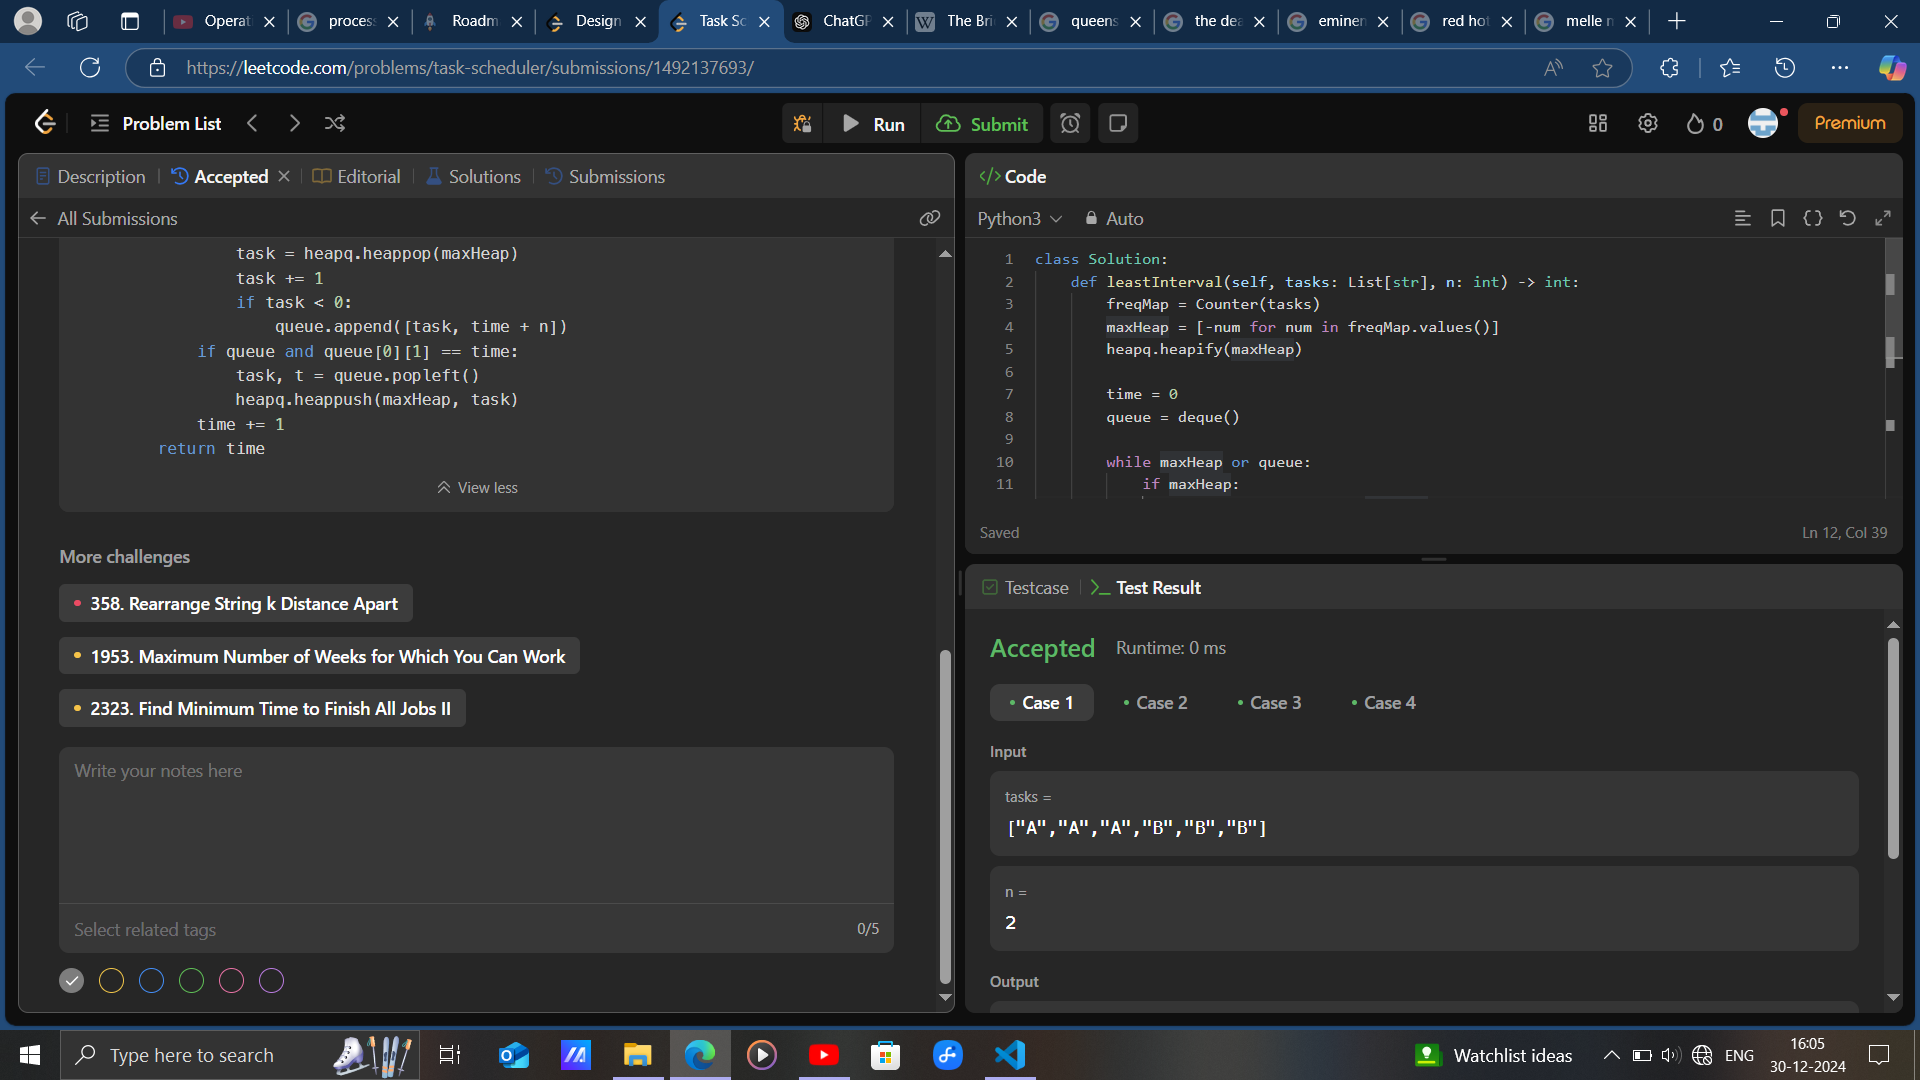 Operati
process
Roadm
Design
Task Sc
ChatGP
The Bri
queens
the dea
eminen
red hot
melle n
https://leetcode.com/problems/task-scheduler/submissions/1492137693/
Problem List
Run
Submit
0
Premium
Description
Accepted
Editorial
Solutions
Submissions
All Submissions
task = heapq.heappop(maxHeap)
task += 1
if task < 0:
queue.append([task, time + n])
if queue and queue[0][1] == time:
task, t = queue.popleft()
heapq.heappush(maxHeap, task)
time += 1
return time
View less
More challenges
358. Rearrange String k Distance Apart
1953. Maximum Number of Weeks for Which You Can Work
2323. Find Minimum Time to Finish All Jobs II
Write your notes here
Select related tags
0/5
</> Code
Python3
Auto
1 class Solution:
2 def leastInterval(self, tasks: List[str], n: int) -> int:
3 freqMap = Counter(tasks)
4 maxHeap = [-num for num in freqMap.values()]
5 heapq.heapify(maxHeap)
6
7 time = 0
8 queue = deque()
9
10 while maxHeap or queue:
11 if maxHeap:
Saved
Ln 12, Col 39
Testcase
Test Result
Accepted
Runtime: 0 ms
Case 1
Case 2
Case 3
Case 4
Input
tasks =
["A","A","A","B","B","B"]
n =
2
Output
Type here to search
Watchlist ideas
ENG
16:05
30-12-2024